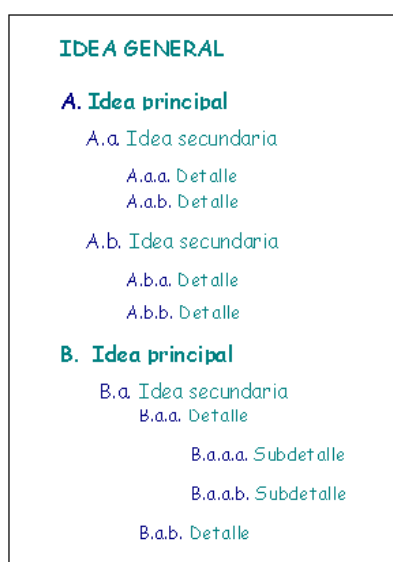 IDEA GENERAL
A. Idea principal
A.a Idea secundaria
A.a.a. Detalle
A.a.b. Detalle
A.b. Idea secundaria
A.b.a. Detalle
A.b.b. Detalle
B. Idea principal
B.a Idea secundaria
B.a.a. Detalle
B.a.a.a. Subdetalle
B.a.a.b. Subdetalle
B.a.b. Detalle